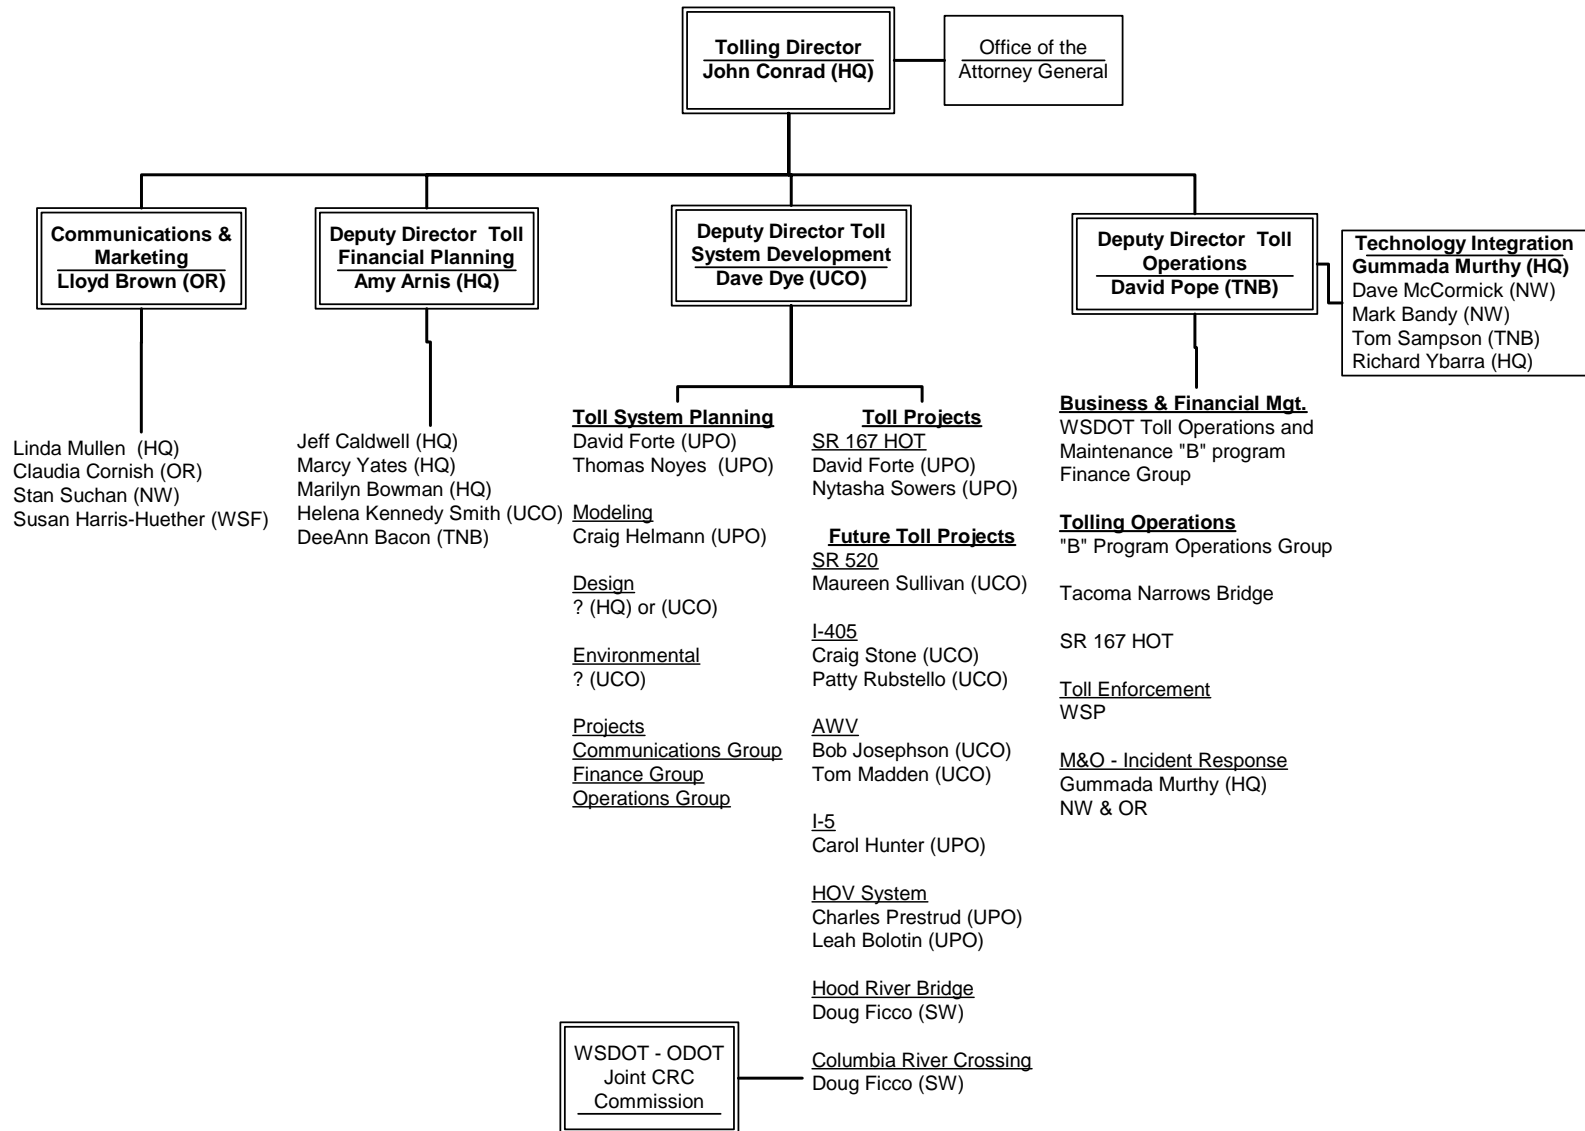 Tolling Director
John Conrad (HQ)
Office of the
Attorney General
Communications &
Marketing
Lloyd Brown (OR)
Deputy Director Toll
Financial Planning
Amy Arnis (HQ)
Deputy Director Toll
System Development
Dave Dye (UCO)
Deputy Director Toll
Operations
David Pope (TNB)
Technology Integration
Gummada Murthy (HQ)
Dave McCormick (NW)
Mark Bandy (NW)
Tom Sampson (TNB)
Richard Ybarra (HQ)
Linda Mullen (HQ)
Claudia Cornish (OR)
Stan Suchan (NW)
Susan Harris-Huether (WSF)
Jeff Caldwell (HQ)
Marcy Yates (HQ)
Marilyn Bowman (HQ)
Helena Kennedy Smith (UCO)
DeeAnn Bacon (TNB)
Toll System Planning
David Forte (UPO)
Thomas Noyes (UPO)
Modeling
Craig Helmann (UPO)
Design
? (HQ) or (UCO)
Environmental
? (UCO)
Projects
Communications Group
Finance Group
Operations Group
Toll Projects
SR 167 HOT
David Forte (UPO)
Nytasha Sowers (UPO)
Future Toll Projects
SR 520
Maureen Sullivan (UCO)
I-405
Craig Stone (UCO)
Patty Rubstello (UCO)
AWV
Bob Josephson (UCO)
Tom Madden (UCO)
I-5
Carol Hunter (UPO)
HOV System
Charles Prestrud (UPO)
Leah Bolotin (UPO)
Hood River Bridge
Doug Ficco (SW)
Columbia River Crossing
Doug Ficco (SW)
WSDOT - ODOT
Joint CRC
Commission
Business & Financial Mgt.
WSDOT Toll Operations and
Maintenance "B" program
Finance Group
Tolling Operations
"B" Program Operations Group
Tacoma Narrows Bridge
SR 167 HOT
Toll Enforcement
WSP
M&O - Incident Response
Gummada Murthy (HQ)
NW & OR